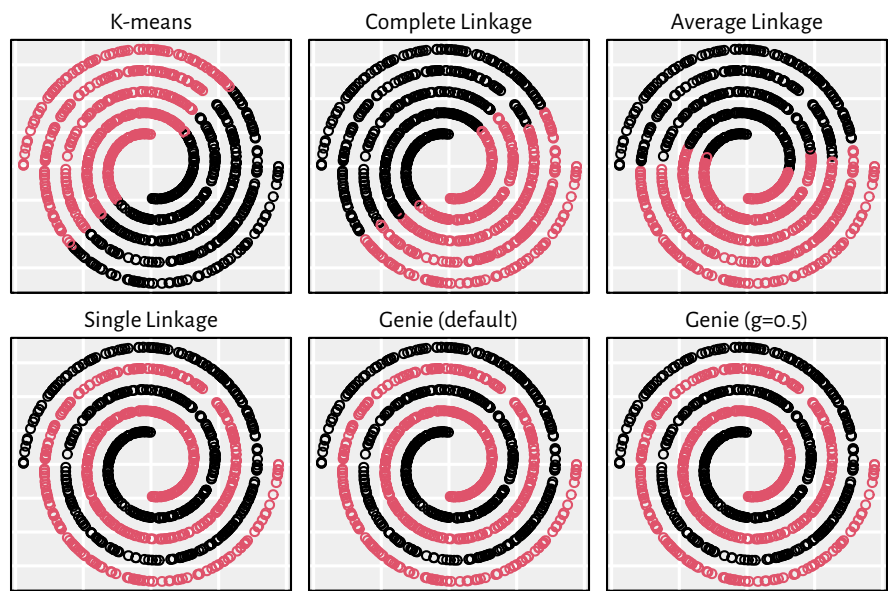 K-means
Complete Linkage
Average Linkage
Single Linkage
Genie (default)
Genie (g=0.5)